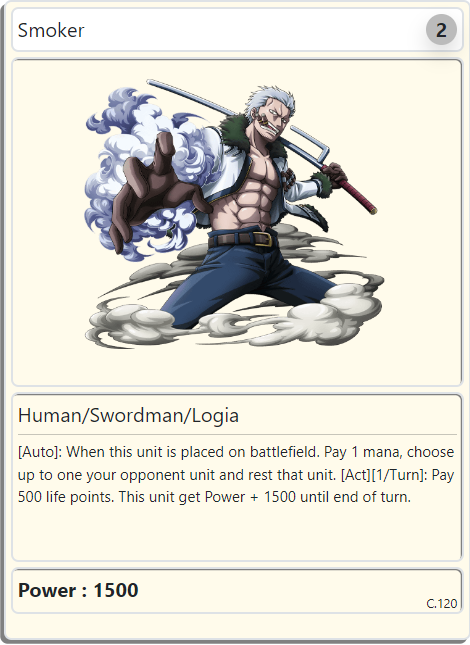 Smoker
2
Human/Swordman/Logia
[Auto]: When this unit is placed on battlefield. Pay 1 mana, choose
up to one your opponent unit and rest that unit. [Act][1/Turn]: Pay
500 life points. This unit get Power + 1500 until end of turn.
Power : 1500
C.120